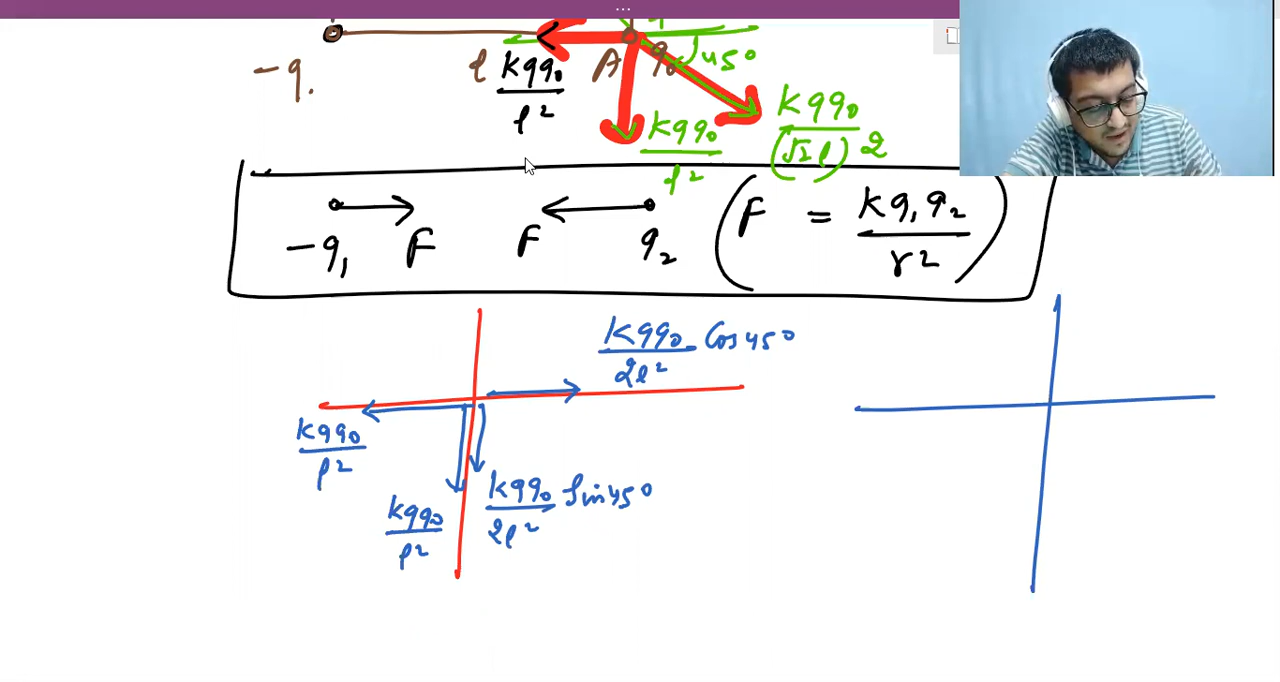 -q.
l
A
q₀
45°
kqq₀/l²
kqq₀/l²
kqq₀/(√2 l)²
-q₁ F F q₂ (F = kq₁q₂/r²)
kqq₀/2l² Cos45°
kqq₀/l²
kqq₀/l²
kqq₀/2l² Sin45°